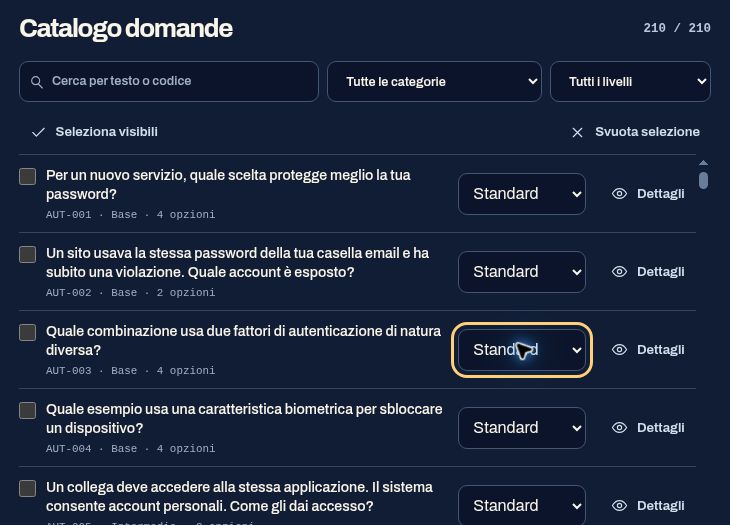 Catalogo domande
210 / 210
Cerca per testo o codice
Tutte le categorie
Tutti i livelli
Seleziona visibili
Svuota selezione
Per un nuovo servizio, quale scelta protegge meglio la tua
password?
AUT-001 · Base · 4 opzioni
Standard
Dettagli
Un sito usava la stessa password della tua casella email e ha
subito una violazione. Quale account è esposto?
AUT-002 · Base · 2 opzioni
Standard
Dettagli
Quale combinazione usa due fattori di autenticazione di natura
diversa?
AUT-003 · Base · 4 opzioni
Standard
Dettagli
Quale esempio usa una caratteristica biometrica per sbloccare
un dispositivo?
AUT-004 · Base · 4 opzioni
Standard
Dettagli
Un collega deve accedere alla stessa applicazione. Il sistema
consente account personali. Come gli dai accesso?
Standard
Dettagli